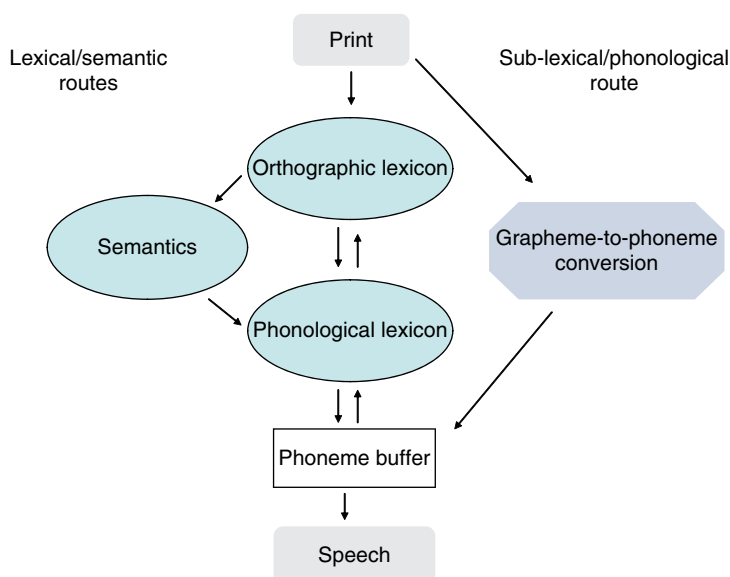 Print
Lexical/semantic
routes
Sub-lexical/phonological
route
Orthographic lexicon
Semantics
Grapheme-to-phoneme
conversion
Phonological lexicon
Phoneme buffer
Speech